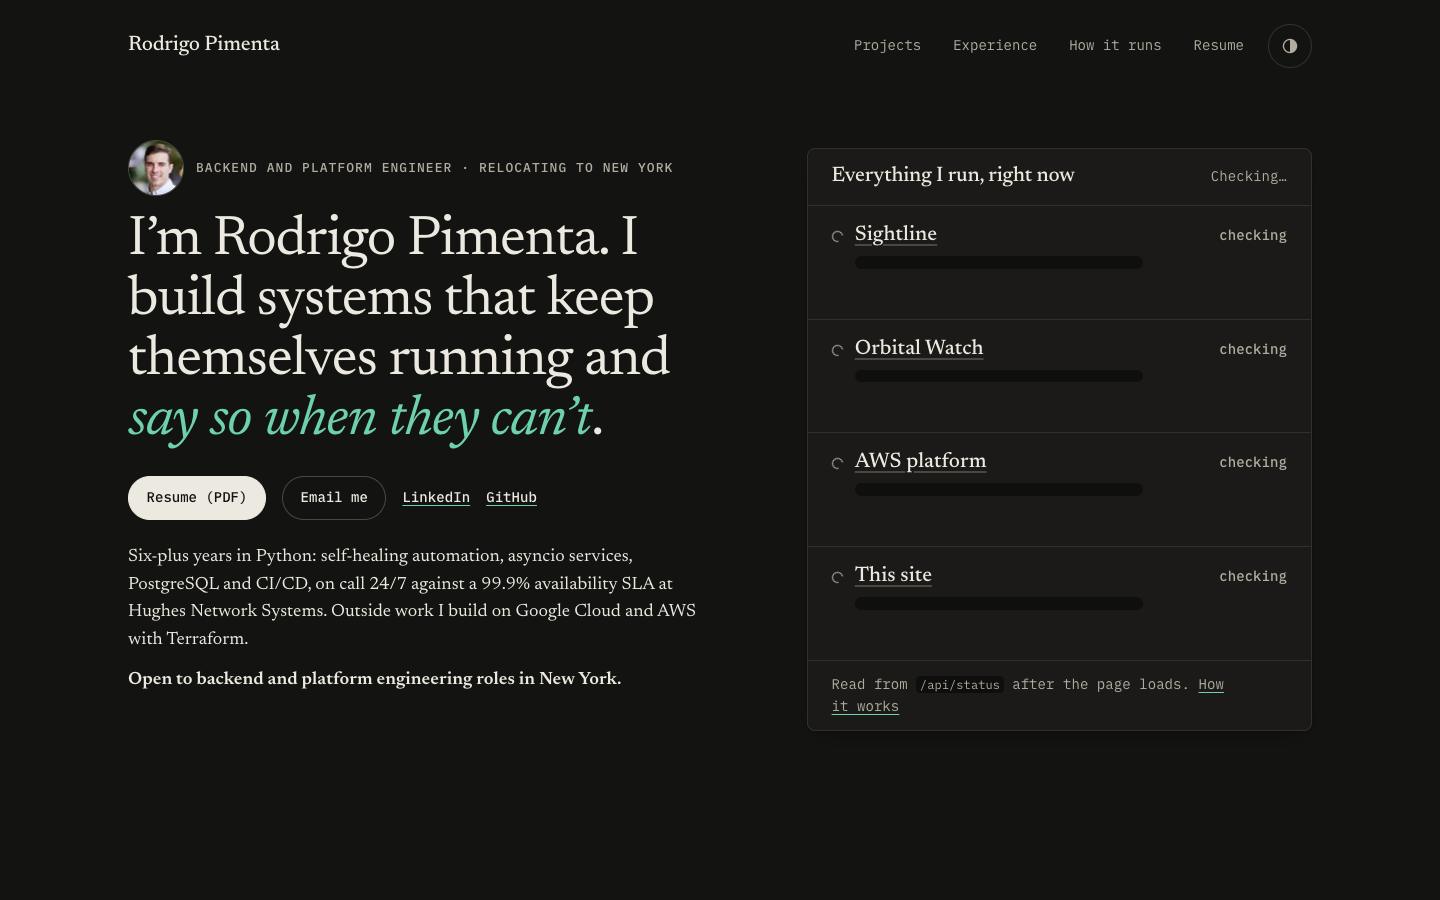 Rodrigo Pimenta
Projects Experience How it runs Resume
BACKEND AND PLATFORM ENGINEER · RELOCATING TO NEW YORK
I’m Rodrigo Pimenta. I
build systems that keep
themselves running and
say so when they can’t.
Resume (PDF) Email me LinkedIn GitHub
Six-plus years in Python: self-healing automation, asyncio services,
PostgreSQL and CI/CD, on call 24/7 against a 99.9% availability SLA at
Hughes Network Systems. Outside work I build on Google Cloud and AWS
with Terraform.
Open to backend and platform engineering roles in New York.
Everything I run, right now Checking…
Sightline checking
Orbital Watch checking
AWS platform checking
This site checking
Read from /api/status after the page loads. How
it works